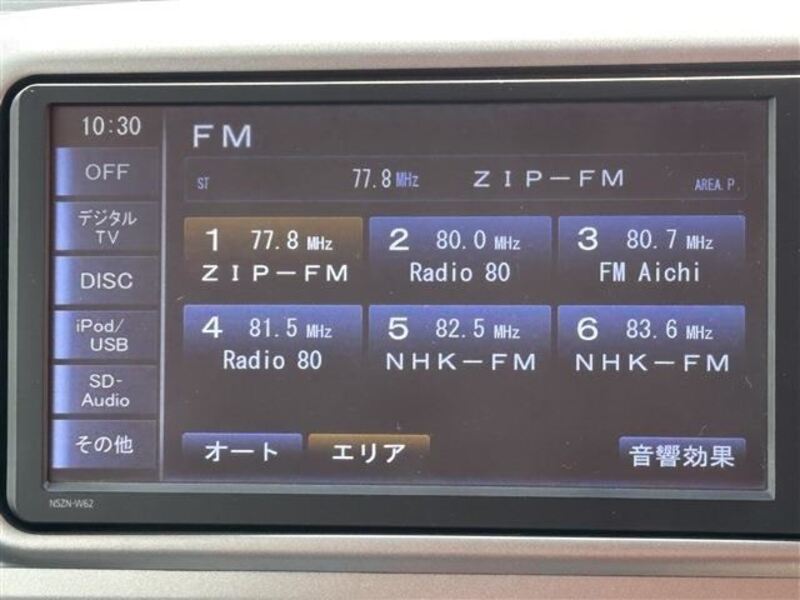 10:30
FM
OFF
ST 77.8MHz ZIP-FM AREA.P.
デジタル
TV
1 77.8 MHz
ZIP-FM
2 80.0 MHz
Radio 80
3 80.7 MHz
FM Aichi
DISC
iPod/
USB
4 81.5 MHz
Radio 80
5 82.5 MHz
NHK-FM
6 83.6 MHz
NHK-FM
SD-
Audio
その他
オート
エリア
音響効果
NSZN-W62